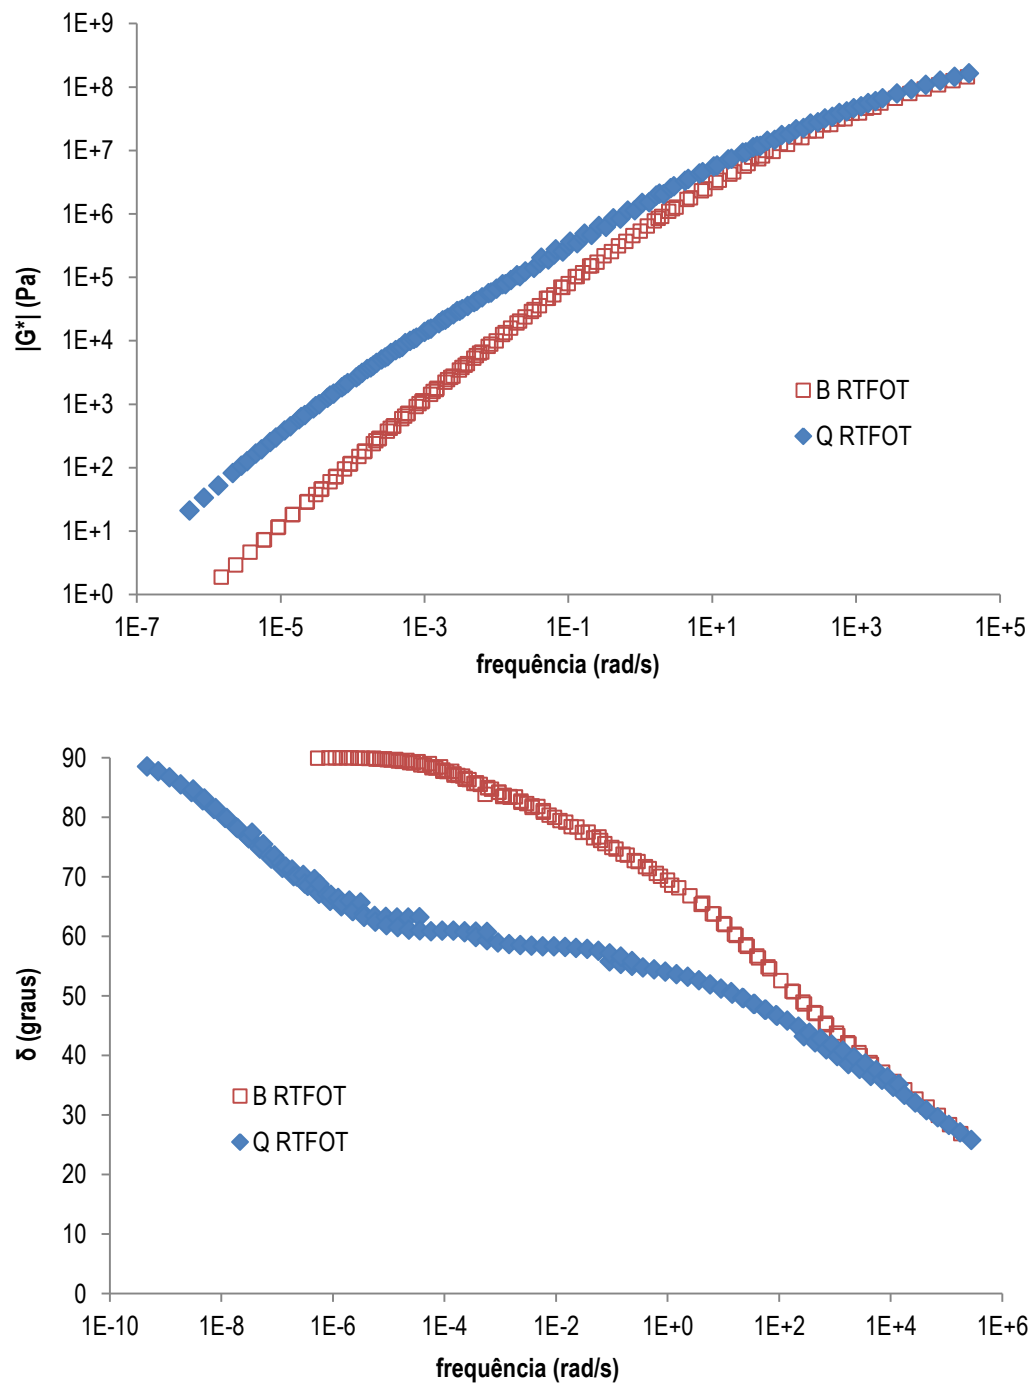 1E+9
1E+8
1E+7
1E+6
1E+5
1E+4
1E+3
1E+2
1E+1
1E+0
|G*| (Pa)
B RTFOT
Q RTFOT
1E-7 1E-5 1E-3 1E-1 1E+1 1E+3 1E+5
frequência (rad/s)
90
80
70
60
50
40
30
20
10
0
δ (graus)
B RTFOT
Q RTFOT
1E-10 1E-8 1E-6 1E-4 1E-2 1E+0 1E+2 1E+4 1E+6
frequência (rad/s)